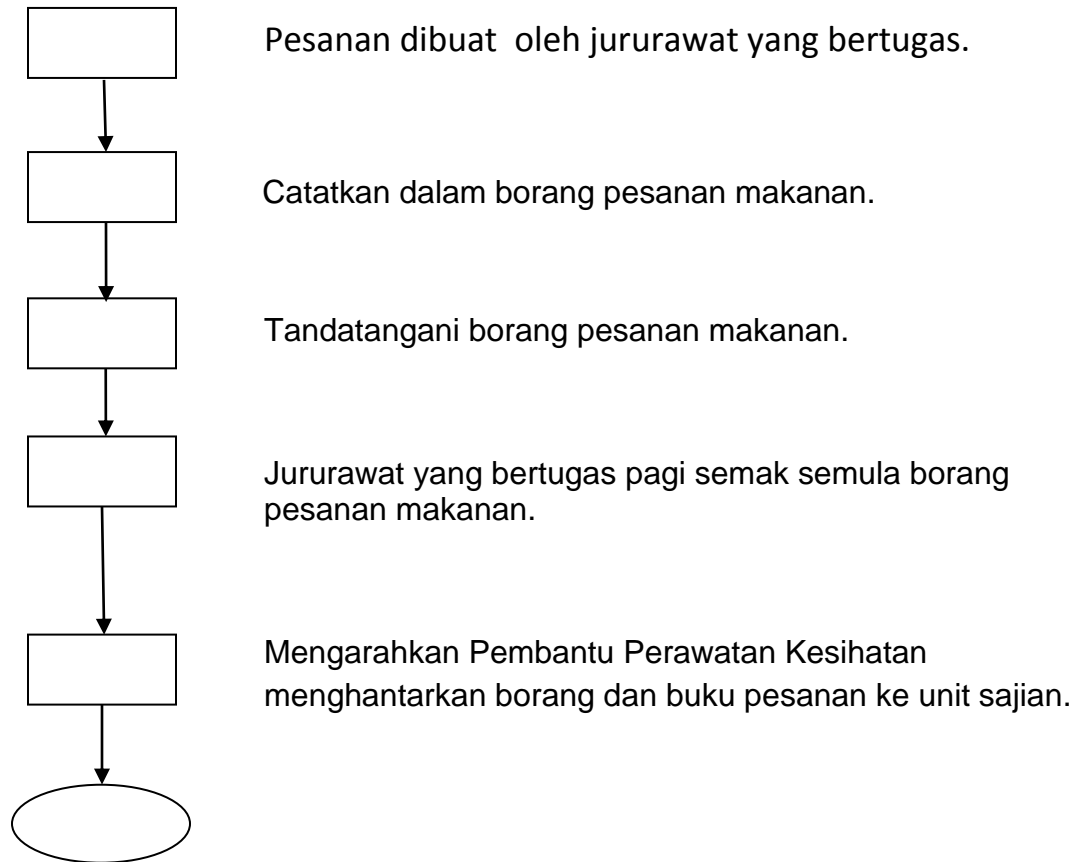 Pesanan dibuat  oleh jururawat yang bertugas.
Catatkan dalam borang pesanan makanan.
Tandatangani borang pesanan makanan.
Jururawat yang bertugas pagi semak semula borang
pesanan makanan.
Mengarahkan Pembantu Perawatan Kesihatan
menghantarkan borang dan buku pesanan ke unit sajian.